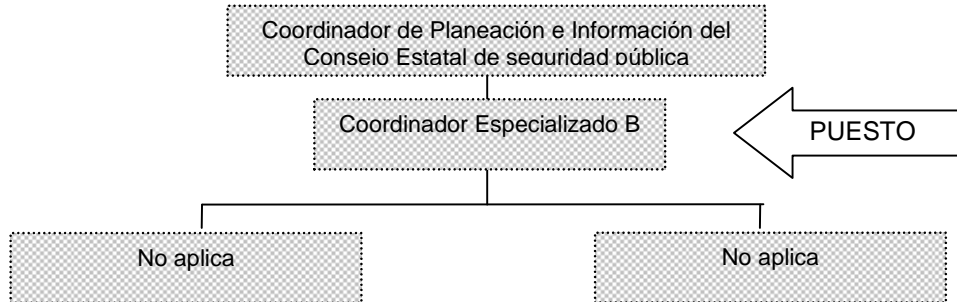 Coordinador de Planeación e Información del
Consejo Estatal de seguridad pública
Coordinador Especializado B
PUESTO
No aplica
No aplica